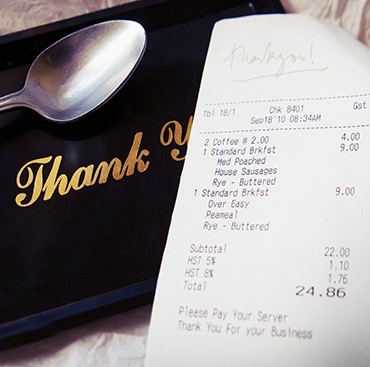 Thank Y
Thankyou!
Tbl 18/1 Chk 8401 Gst
Sep18'10 08:34AM
2 Coffee @ 2.00 4.00
1 Standard Brkfst 9.00
Med Poached
House Sausages
Rye - Buttered
1 Standard Brkfst 9.00
Over Easy
Peameal
Rye - Buttered
Subtotal 22.00
HST 5% 1.10
HST 8% 1.76
Total 24.86
Please Pay Your Server
Thank You For your Business